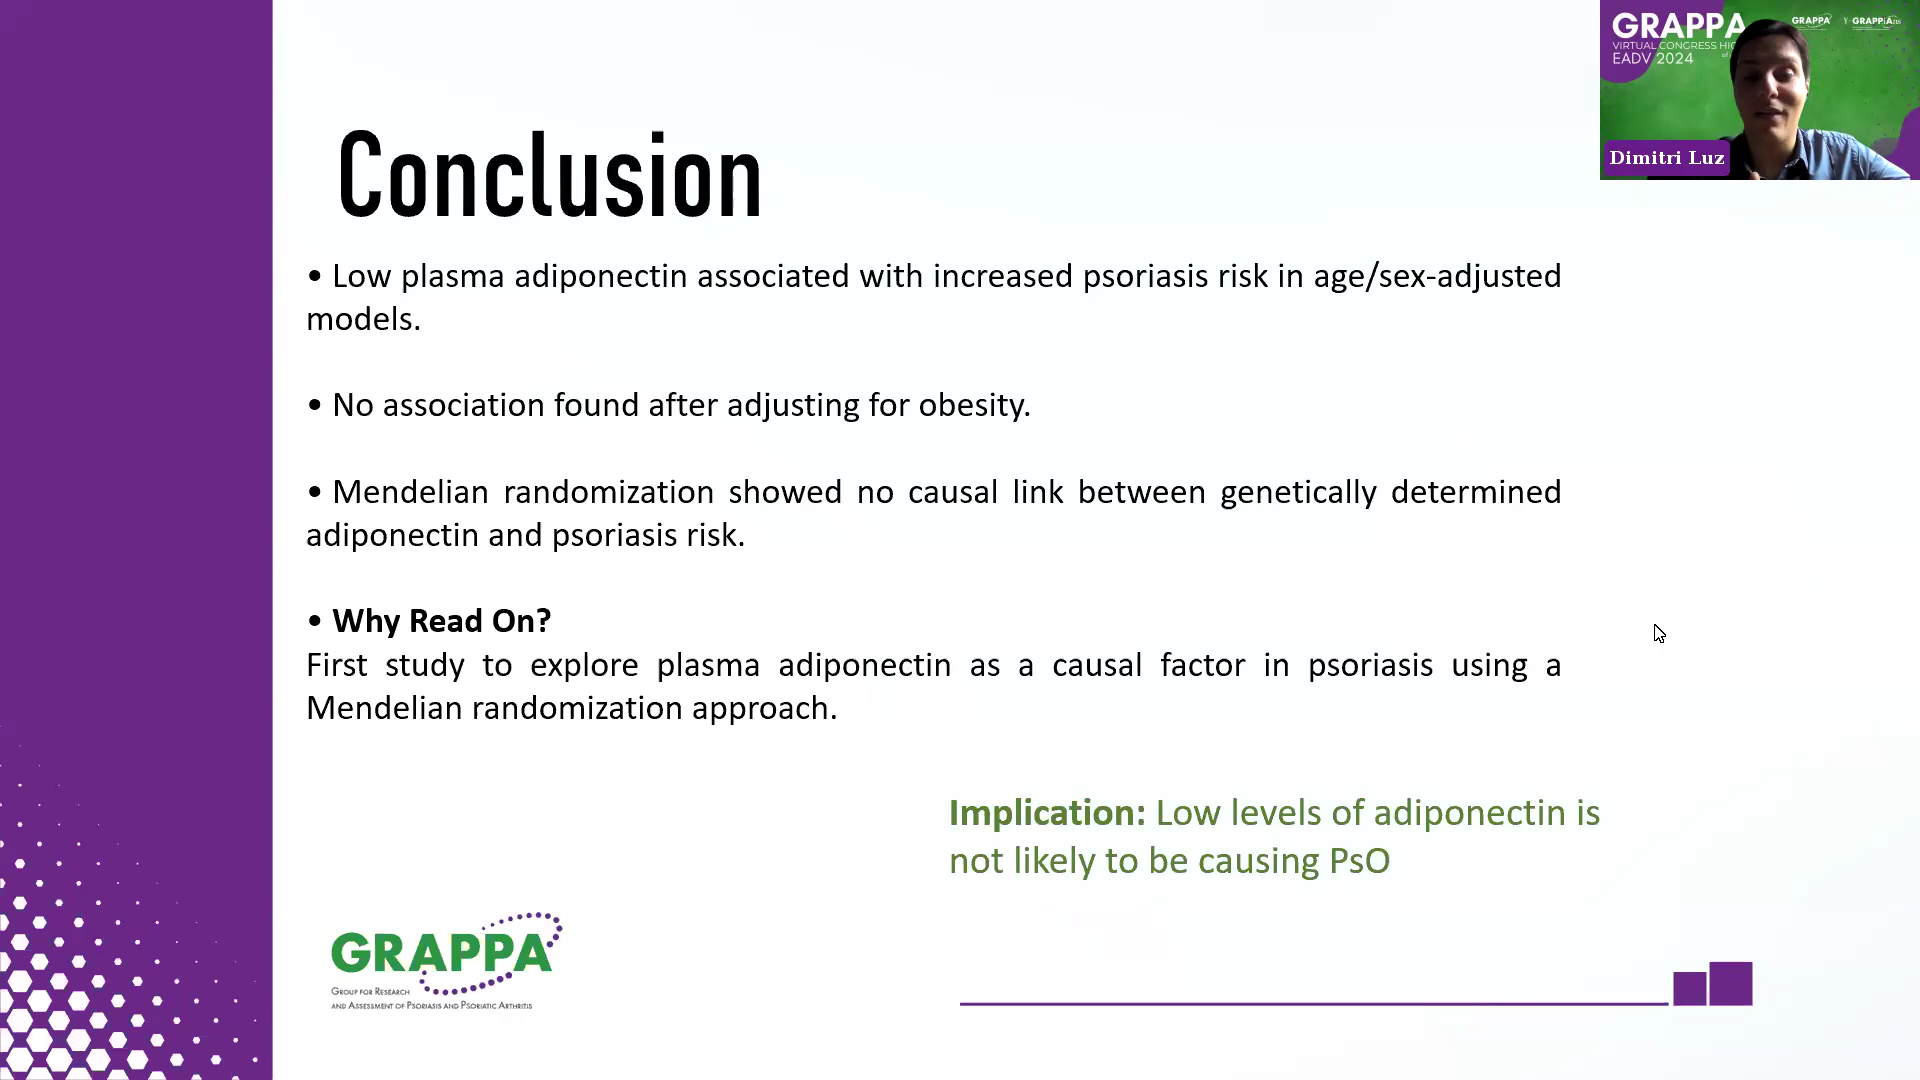 Conclusion
• Low plasma adiponectin associated with increased psoriasis risk in age/sex-adjusted
models.
• No association found after adjusting for obesity.
• Mendelian randomization showed no causal link between genetically determined
adiponectin and psoriasis risk.
• Why Read On?
First study to explore plasma adiponectin as a causal factor in psoriasis using a
Mendelian randomization approach.
Implication: Low levels of adiponectin is
not likely to be causing PsO
GRAPPA
GROUP FOR RESEARCH
AND ASSESSMENT OF PSORIASIS AND PSORIATIC ARTHRITIS
GRAPPA
VIRTUAL CONGRESS
EADV 2024
GRAPPA
Dimitri Luz